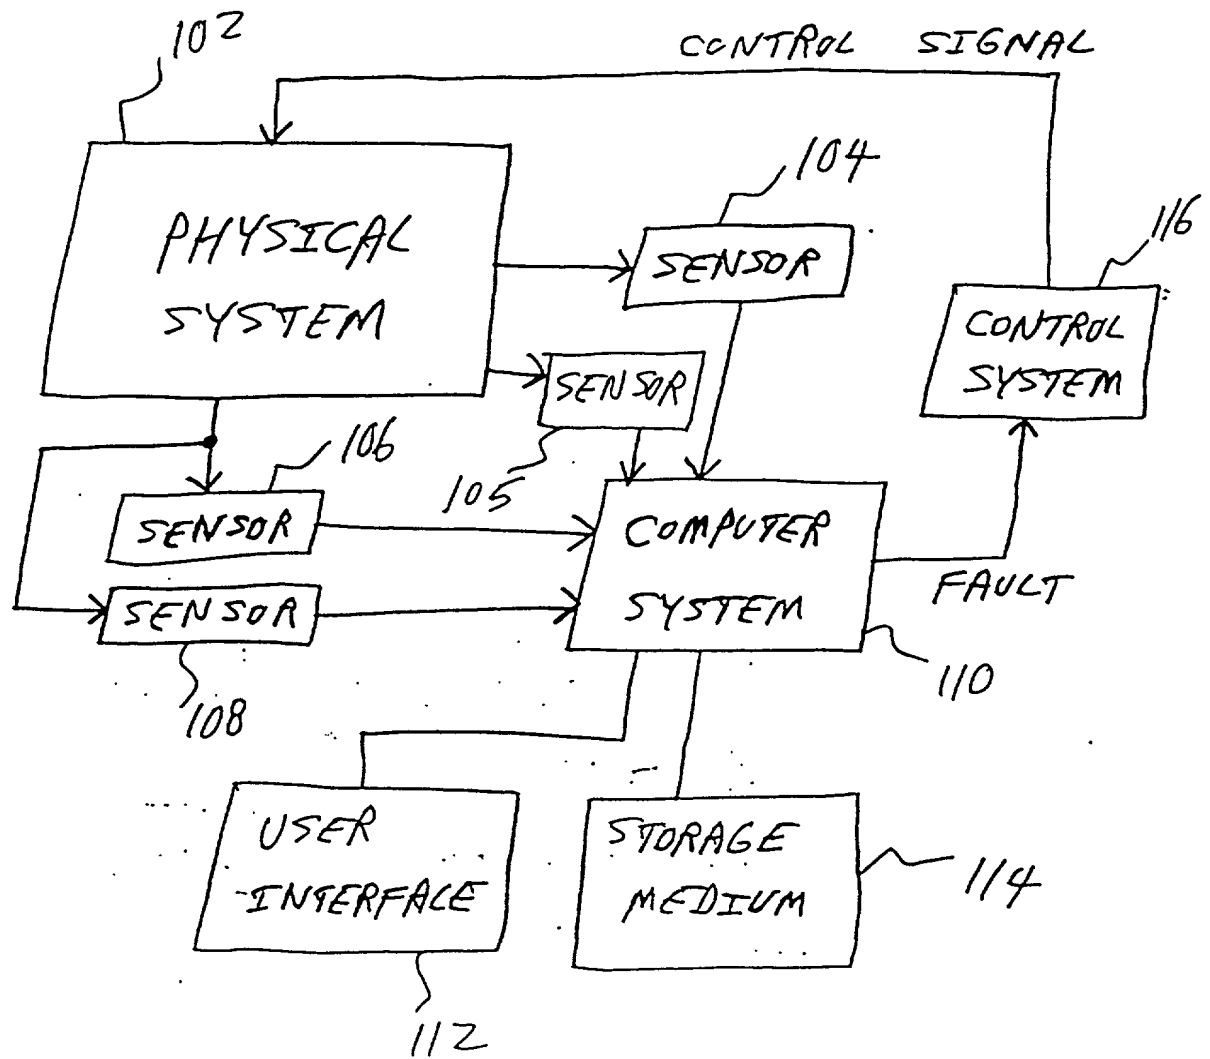 102
CONTROL SIGNAL
104
116
PHYSICAL
SYSTEM
SENSOR
CONTROL
SYSTEM
SENSOR
106
105
SENSOR
COMPUTER
SYSTEM
FAULT
SENSOR
110
108
USER
INTERFACE
STORAGE
MEDIUM
114
112